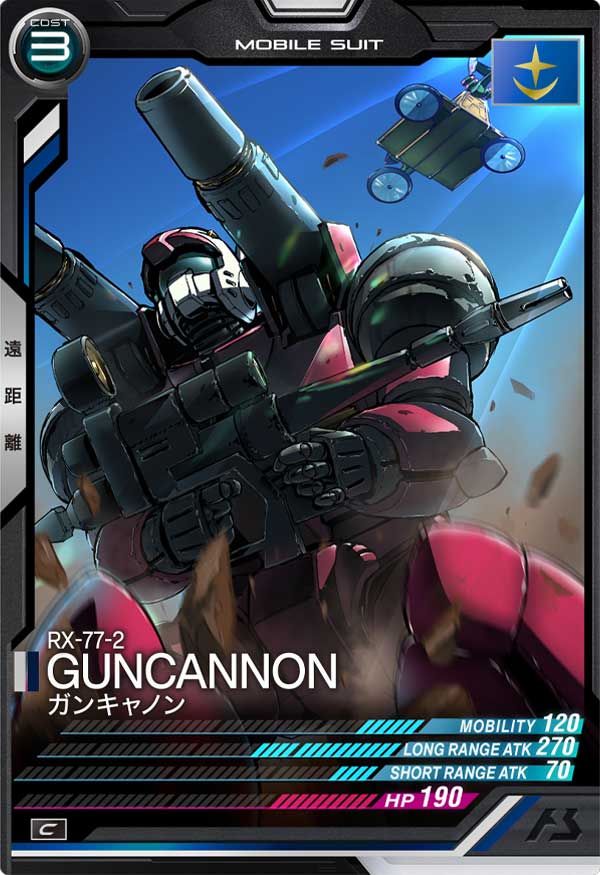 COST
3
MOBILE SUIT
遠距離
RX-77-2
GUNCANNON
ガンキャノン
MOBILITY 120
LONG RANGE ATK 270
SHORT RANGE ATK 70
HP 190
C